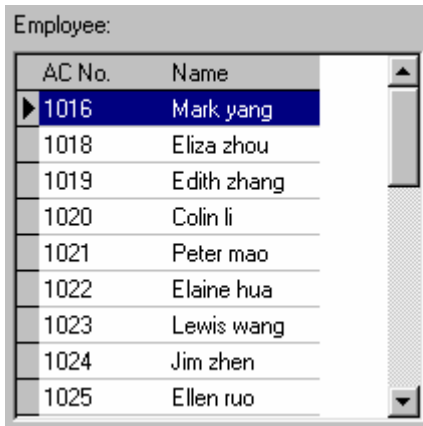 Employee:
AC No. Name
1016 Mark yang
1018 Eliza zhou
1019 Edith zhang
1020 Colin li
1021 Peter mao
1022 Elaine hua
1023 Lewis wang
1024 Jim zhen
1025 Ellen ruo